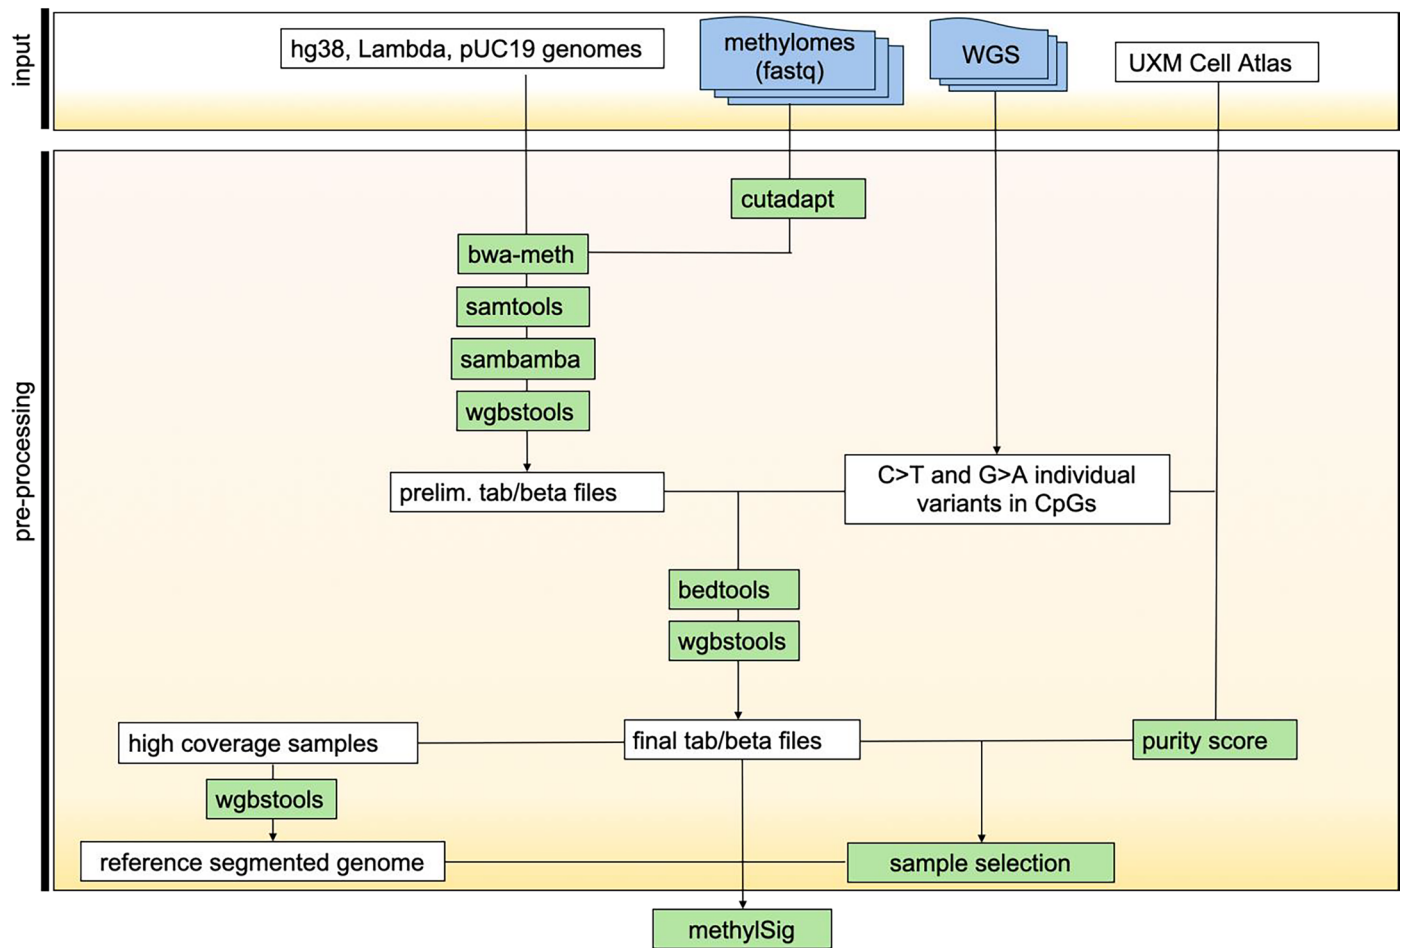 input
hg38, Lambda, pUC19 genomes
methylomes
(fastq)
WGS
UXM Cell Atlas
pre-processing
cutadapt
bwa-meth
samtools
sambamba
wgbstools
prelim. tab/beta files
C>T and G>A individual
variants in CpGs
bedtools
wgbstools
high coverage samples
final tab/beta files
purity score
wgbstools
reference segmented genome
sample selection
methylSig